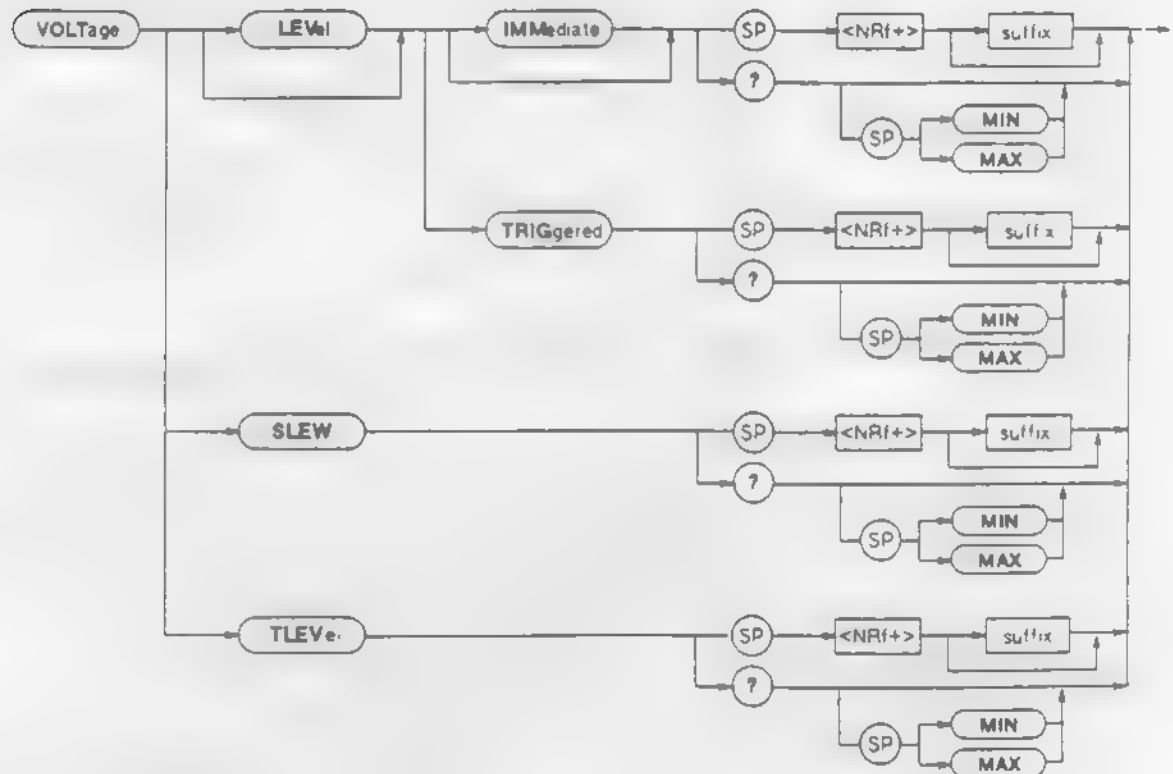 VOLTage LEVel IMMediate SP <NRf+> suffix
?
SP MIN
MAX
TRIGgered SP <NRf+> suffix
?
SP MIN
MAX
SLEW SP <NRf+> suffix
?
SP MIN
MAX
TLEVel SP <NRf+> suffix
?
SP MIN
MAX